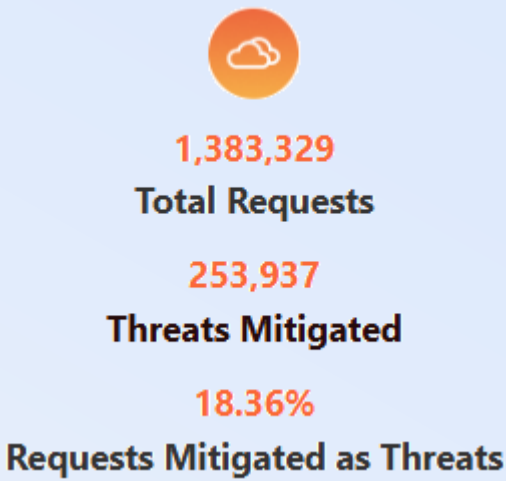 1,383,329
Total Requests
253,937
Threats Mitigated
18.36%
Requests Mitigated as Threats